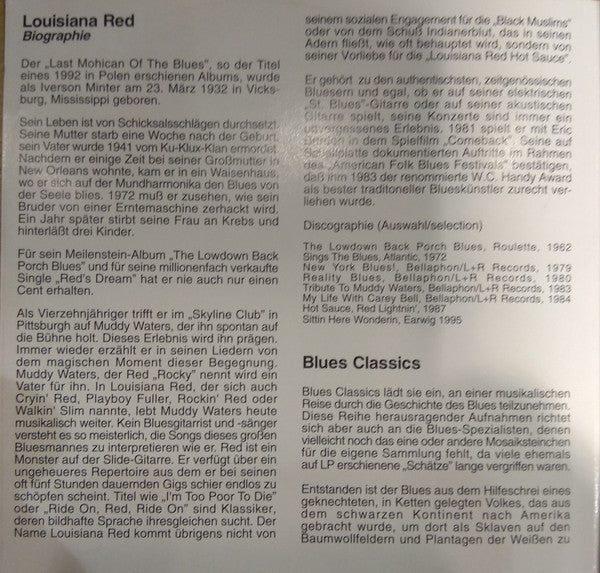 Louisiana Red
Biographie
Der „Last Mohican Of The Blues", so der Titel
eines 1992 in Polen erschienen Albums, wurde
als Iverson Minter am 23. März 1932 in Vicks-
burg, Mississippi geboren.
Sein Leben ist von Schicksalsschlägen durchsetzt.
Seine Mutter starb eine Woche nach der Geburt,
sein Vater wurde 1941 vom Ku-Klux-Klan ermordet.
Nachdem er einige Zeit bei seiner Großmutter in
New Orleans wohnte, kam er in ein Waisenhaus,
wo er sich auf der Mundharmonika den Blues von
der Seele blies. 1972 muß er zusehen, wie sein
Bruder von einer Erntemaschine zerhackt wird.
Ein Jahr später stirbt seine Frau an Krebs und
hinterläßt drei Kinder.
Für sein Meilenstein-Album „The Lowdown Back
Porch Blues" und für seine millionenfach verkaufte
Single „Red's Dream" hat er nie auch nur einen
Cent erhalten.
Als Vierzehnjähriger trifft er im „Skyline Club" in
Pittsburgh auf Muddy Waters, der ihn spontan auf
die Bühne holt. Dieses Erlebnis wird ihn prägen.
Immer wieder erzählt er in seinen Liedern von
dem magischen Moment dieser Begegnung.
Muddy Waters, der Red „Rocky" nennt wird ein
Vater für ihn. In Louisiana Red, der sich auch
Cryin' Red, Playboy Fuller, Rockin' Red oder
Walkin' Slim nannte, lebt Muddy Waters heute
musikalisch weiter. Kein Bluesgitarrist und -sänger
versteht es so meisterlich, die Songs dieses großen
Bluesmannes zu interpretieren wie er. Red ist ein
Monster auf der Slide-Gitarre. Er verfügt über ein
ungeheueres Repertoire aus dem er bei seinen
oft fünf Stunden dauernden Gigs schier endlos zu
schöpfen scheint. Titel wie „I'm Too Poor To Die"
oder „Ride On, Red, Ride On" sind Klassiker,
deren bildhafte Sprache ihresgleichen sucht. Der
Name Louisiana Red kommt übrigens nicht von
seinem sozialen Engagement für die „Black Muslims"
oder von dem Schuß Indianerblut, das in seinen
Adern fließt, wie oft behauptet wird, sondern von
seiner Vorliebe für die „Louisiana Red Hot Sauce".
Er gehört zu den authentischsten, zeitgenössischen
Bluesern und egal, ob er auf seiner elektrischen
„St. Blues"-Gitarre oder auf seiner akustischen
Gitarre spielt, seine Konzerte sind immer ein
unvergessenes Erlebnis. 1981 spielt er mit Eric
Burdon in dem Spielfilm „Comeback". Seine auf
Schallplatte dokumentierten Auftritte im Rahmen
des „American Folk Blues Festivals" bestätigen,
daß ihm 1983 der renommierte W.C. Handy Award
als bester traditoneller Blueskünstler zurecht ver-
liehen wurde.
Discographie (Auswahl/selection)
The Lowdown Back Porch Blues, Roulette, 1962
Sings The Blues, Atlantic, 1972
New York Blues!, Bellaphon/L+R Records, 1979
Reality Blues, Bellaphon/L+R Records, 1980
Tribute To Muddy Waters, Bellaphon/L+R Records, 1983
My Life With Carey Bell, Bellaphon/L+R Records, 1984
Hot Sauce, Red Lightnin', 1987
Sittin Here Wonderin, Earwig 1995
Blues Classics
Blues Classics lädt sie ein, an einer musikalischen
Reise durch die Geschichte des Blues teilzunehmen.
Diese Reihe herausragender Aufnahmen richtet
sich aber auch an die Blues-Spezialisten, denen
vielleicht noch das eine oder andere Mosaiksteinchen
für die eigene Sammlung fehlt, da viele ehemals
auf LP erschienene „Schätze" lange vergriffen waren.
Entstanden ist der Blues aus dem Hilfeschrei eines
geknechteten, in Ketten gelegten Volkes, das aus
dem schwarzen Kontinent nach Amerika
gebracht wurde, um dort als Sklaven auf den
Baumwollfeldern und Plantagen der Weißen zu